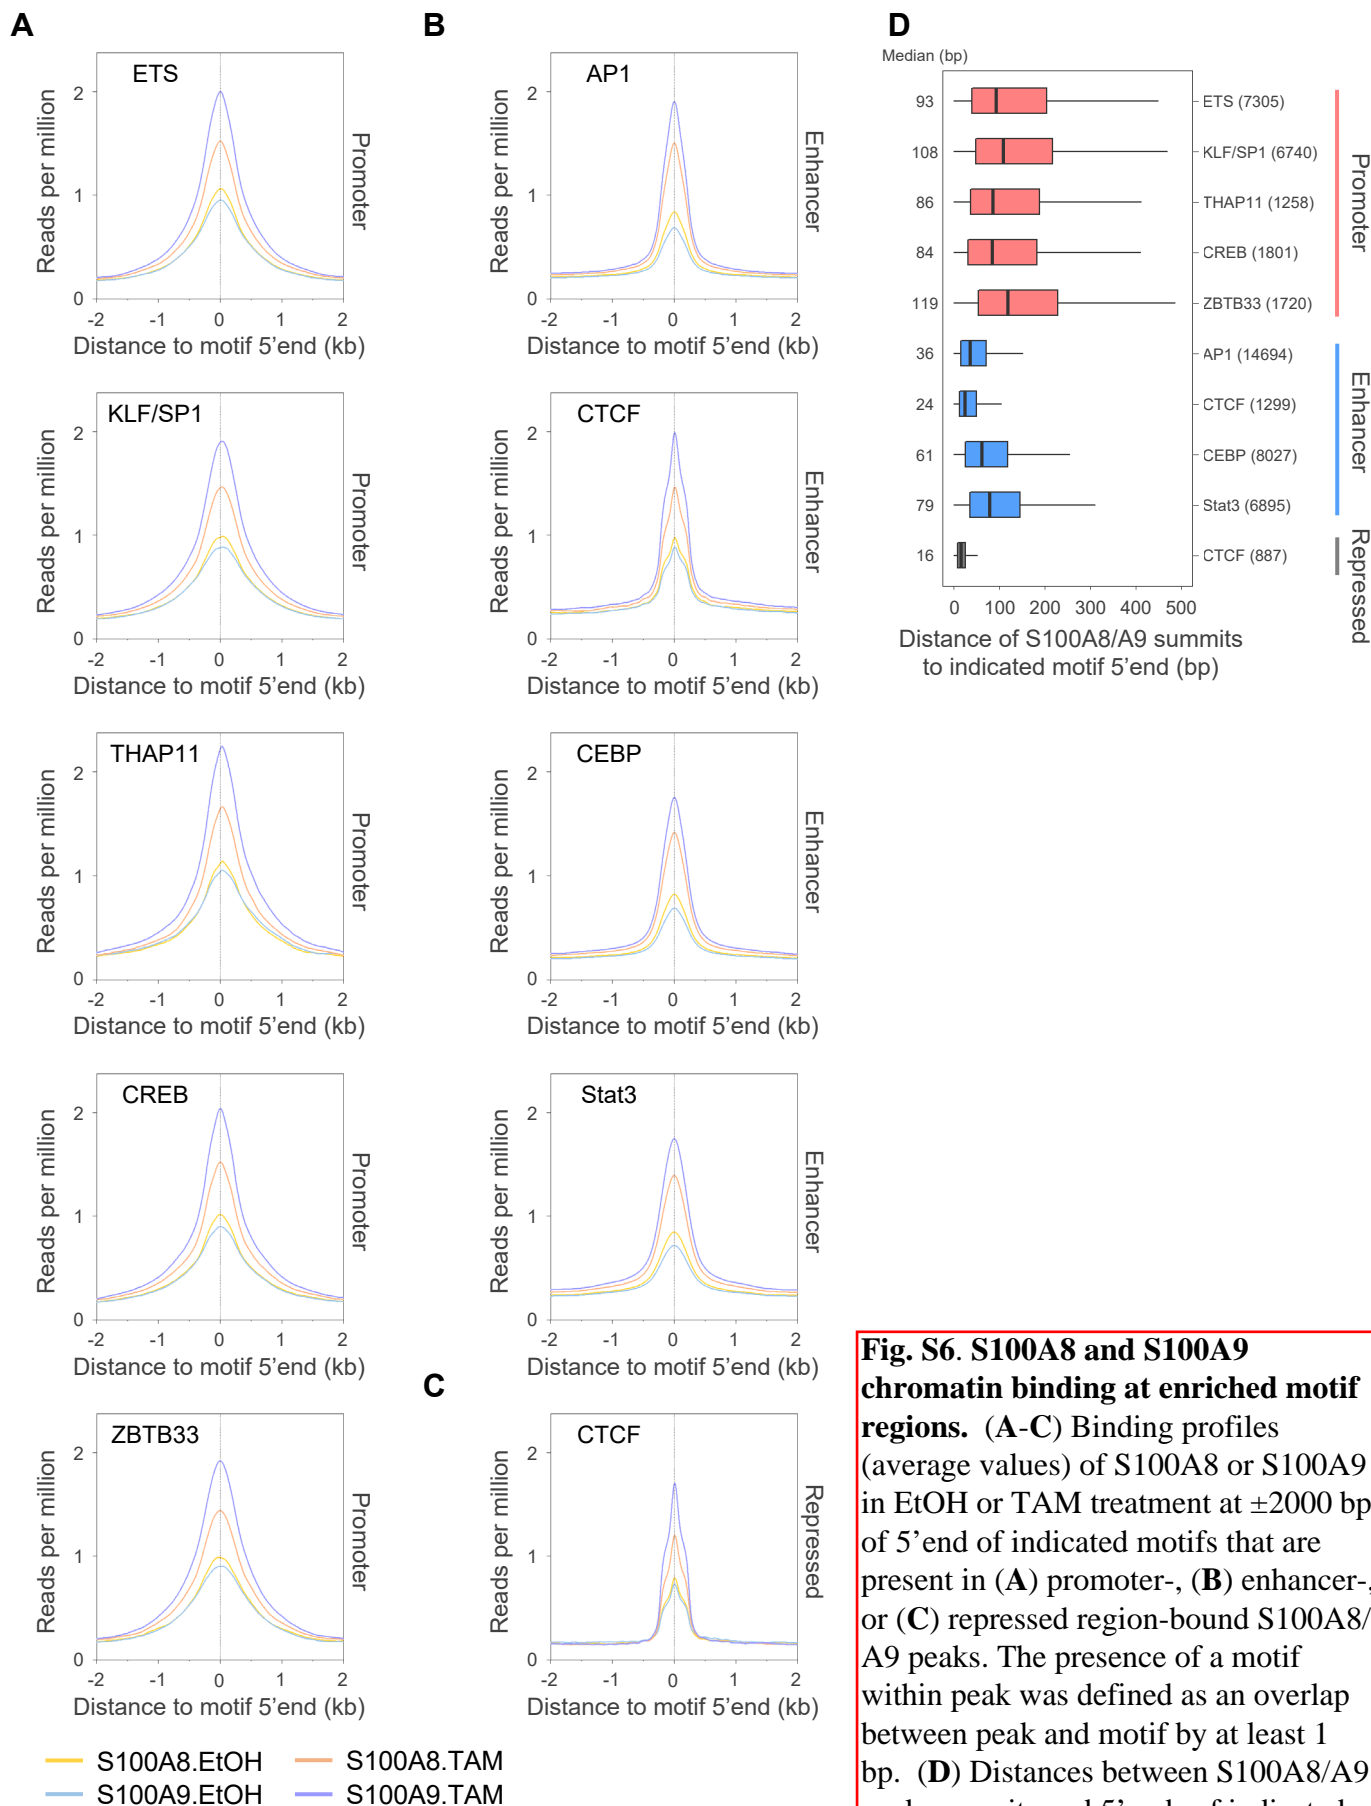 A
ETS
Reads per million
2
1
0
-2 -1 0 1 2
Distance to motif 5’end (kb)
Promoter
KLF/SP1
Reads per million
2
1
0
-2 -1 0 1 2
Distance to motif 5’end (kb)
Promoter
THAP11
Reads per million
2
1
0
-2 -1 0 1 2
Distance to motif 5’end (kb)
Promoter
CREB
Reads per million
2
1
0
-2 -1 0 1 2
Distance to motif 5’end (kb)
Promoter
ZBTB33
Reads per million
2
1
0
-2 -1 0 1 2
Distance to motif 5’end (kb)
Promoter
S100A8.EtOH S100A8.TAM
S100A9.EtOH S100A9.TAM
B
AP1
Reads per million
2
1
0
-2 -1 0 1 2
Distance to motif 5’end (kb)
Enhancer
CTCF
Reads per million
2
1
0
-2 -1 0 1 2
Distance to motif 5’end (kb)
Enhancer
CEBP
Reads per million
2
1
0
-2 -1 0 1 2
Distance to motif 5’end (kb)
Enhancer
Stat3
Reads per million
2
1
0
-2 -1 0 1 2
Distance to motif 5’end (kb)
Enhancer
C
CTCF
Reads per million
2
1
0
-2 -1 0 1 2
Distance to motif 5’end (kb)
Repressed
D
Median (bp)
93 ETS (7305)
108 KLF/SP1 (6740)
86 THAP11 (1258)
84 CREB (1801)
119 ZBTB33 (1720)
36 AP1 (14694)
24 CTCF (1299)
61 CEBP (8027)
79 Stat3 (6895)
16 CTCF (887)
Promoter
Enhancer
Repressed
0 100 200 300 400 500
Distance of S100A8/A9 summits
to indicated motif 5’end (bp)
Fig. S6. S100A8 and S100A9
chromatin binding at enriched motif
regions. (A-C) Binding profiles
(average values) of S100A8 or S100A9
in EtOH or TAM treatment at ±2000 bp
of 5’end of indicated motifs that are
present in (A) promoter-, (B) enhancer-,
or (C) repressed region-bound S100A8/
A9 peaks. The presence of a motif
within peak was defined as an overlap
between peak and motif by at least 1
bp. (D) Distances between S100A8/A9